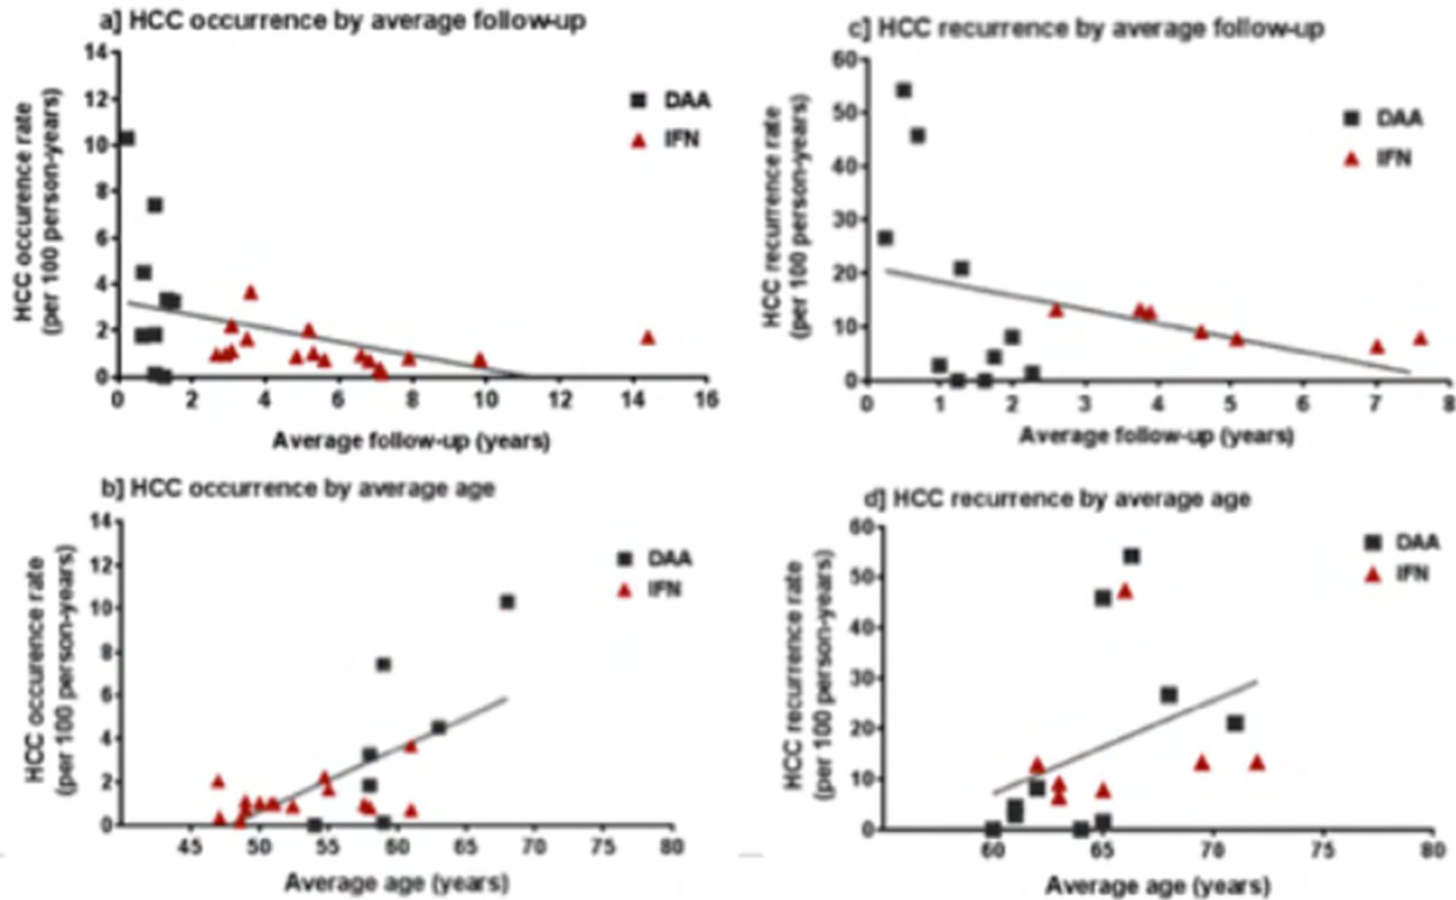 a] HCC occurrence by average follow-up
14
12
10
8
6
4
2
0
HCC occurence rate
(per 100 person-years)
DAA
IFN
0 2 4 6 8 10 12 14 16
Average follow-up (years)
c] HCC recurrence by average follow-up
60
50
40
30
20
10
0
HCC recurrence rate
(per 100 person-years)
DAA
IFN
0 1 2 3 4 5 6 7 8
Average follow-up (years)
b] HCC occurrence by average age
14
12
10
8
6
4
2
0
HCC occurence rate
(per 100 person-years)
DAA
IFN
45 50 55 60 65 70 75 80
Average age (years)
d] HCC recurrence by average age
60
50
40
30
20
10
0
HCC recurrence rate
(per 100 person-years)
DAA
IFN
60 65 70 75 80
Average age (years)